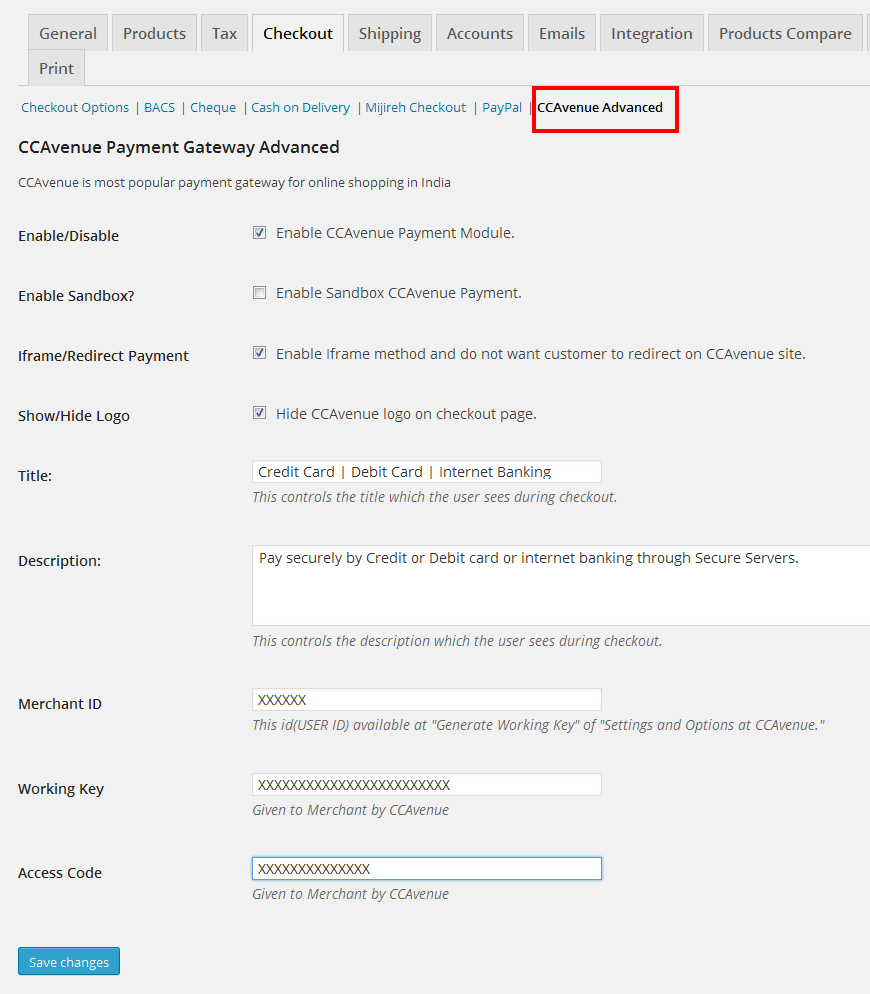 General Products Tax Checkout Shipping Accounts Emails Integration Products Compare
Print
Checkout Options | BACS | Cheque | Cash on Delivery | Mijireh Checkout | PayPal | CCAvenue Advanced
CCAvenue Payment Gateway Advanced
CCAvenue is most popular payment gateway for online shopping in India
Enable/Disable Enable CCAvenue Payment Module.
Enable Sandbox? Enable Sandbox CCAvenue Payment.
Iframe/Redirect Payment Enable Iframe method and do not want customer to redirect on CCAvenue site.
Show/Hide Logo Hide CCAvenue logo on checkout page.
Title: Credit Card | Debit Card | Internet Banking
This controls the title which the user sees during checkout.
Description: Pay securely by Credit or Debit card or internet banking through Secure Servers.
This controls the description which the user sees during checkout.
Merchant ID XXXXXX
This id(USER ID) available at "Generate Working Key" of "Settings and Options at CCAvenue."
Working Key XXXXXXXXXXXXXXXXXXXXXXXX
Given to Merchant by CCAvenue
Access Code XXXXXXXXXXXXXX
Given to Merchant by CCAvenue
Save changes